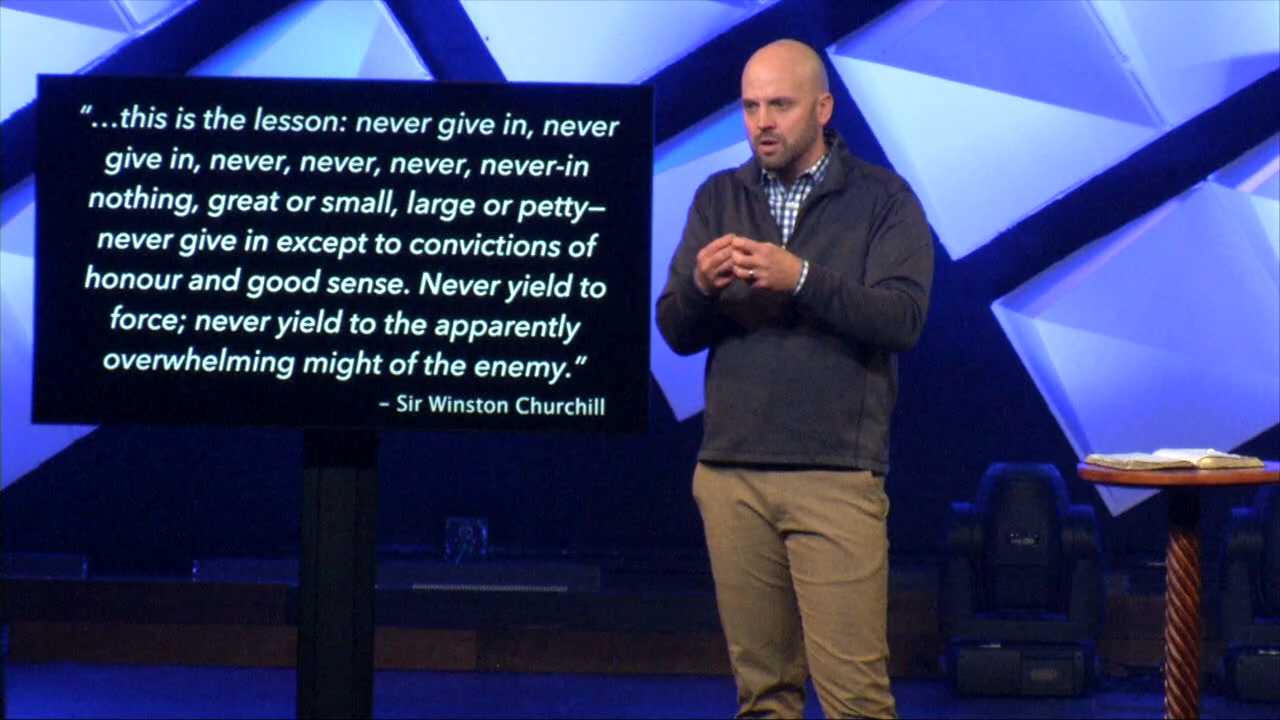 “...this is the lesson: never give in, never
give in, never, never, never, never-in
nothing, great or small, large or petty—
never give in except to convictions of
honour and good sense. Never yield to
force; never yield to the apparently
overwhelming might of the enemy.”
– Sir Winston Churchill